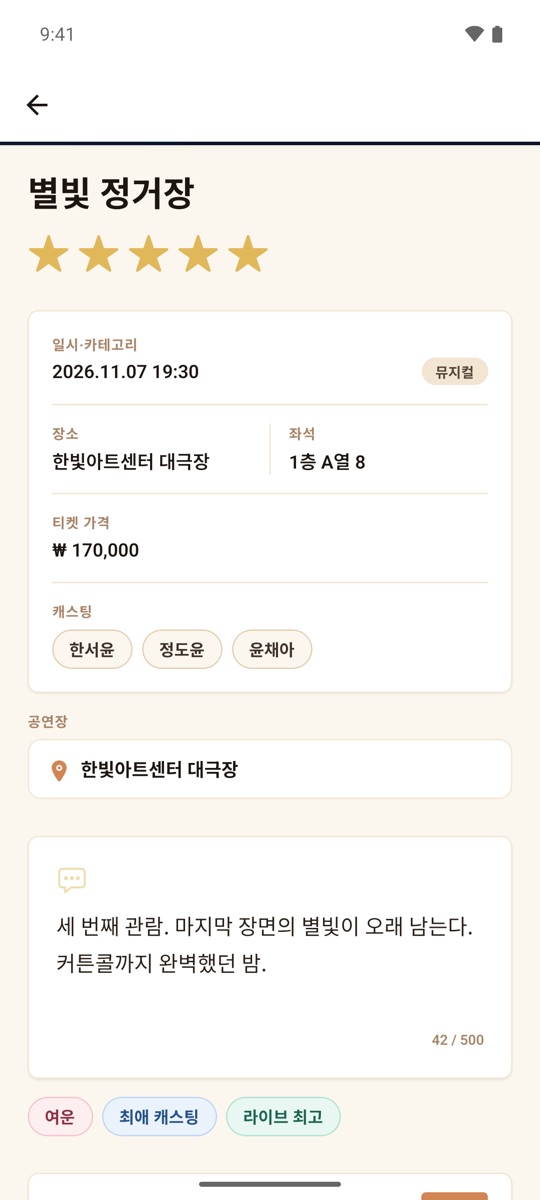 9:41
별빛 정거장
일시·카테고리
2026.11.07 19:30
뮤지컬
장소
한빛아트센터 대극장
좌석
1층 A열 8
티켓 가격
₩ 170,000
캐스팅
한서윤
정도윤
윤채아
공연장
한빛아트센터 대극장
세 번째 관람. 마지막 장면의 별빛이 오래 남는다.
커튼콜까지 완벽했던 밤.
42 / 500
여운
최애 캐스팅
라이브 최고